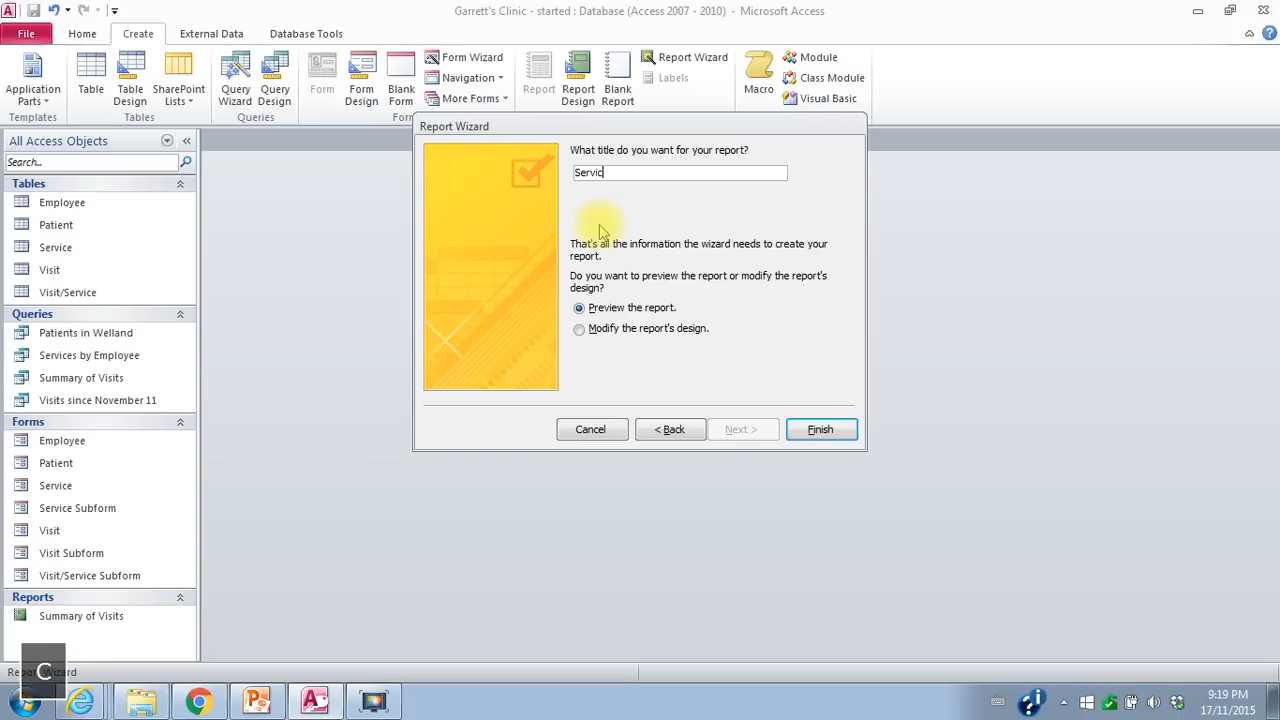 Garrett's Clinic - started : Database (Access 2007 - 2010) - Microsoft Access
File Home Create External Data Database Tools
Application Parts
Table
Table Design
SharePoint Lists
Query Wizard
Query Design
Form
Form Design
Blank Form
Form Wizard
Navigation
More Forms
Report
Report Design
Blank Report
Report Wizard
Labels
Macro
Module
Class Module
Visual Basic
Templates Tables Queries
All Access Objects
Search...
Tables
Employee
Patient
Service
Visit
Visit/Service
Queries
Patients in Welland
Services by Employee
Summary of Visits
Visits since November 11
Forms
Employee
Patient
Service
Service Subform
Visit
Visit Subform
Visit/Service Subform
Reports
Summary of Visits
Report Wizard
What title do you want for your report?
Servic
That's all the information the wizard needs to create your
report.
Do you want to preview the report or modify the report's
design?
Preview the report.
Modify the report's design.
Cancel < Back Next > Finish
C
9:19 PM
17/11/2015